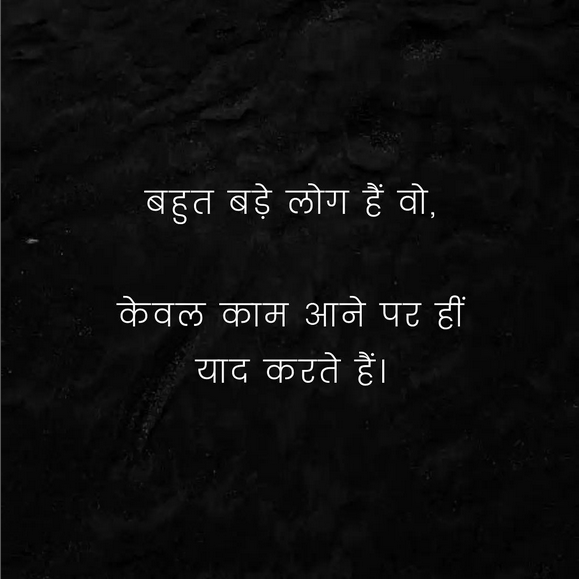 बहुत बड़े लोग हैं वो,
केवल काम आने पर हीं
याद करते हैं।